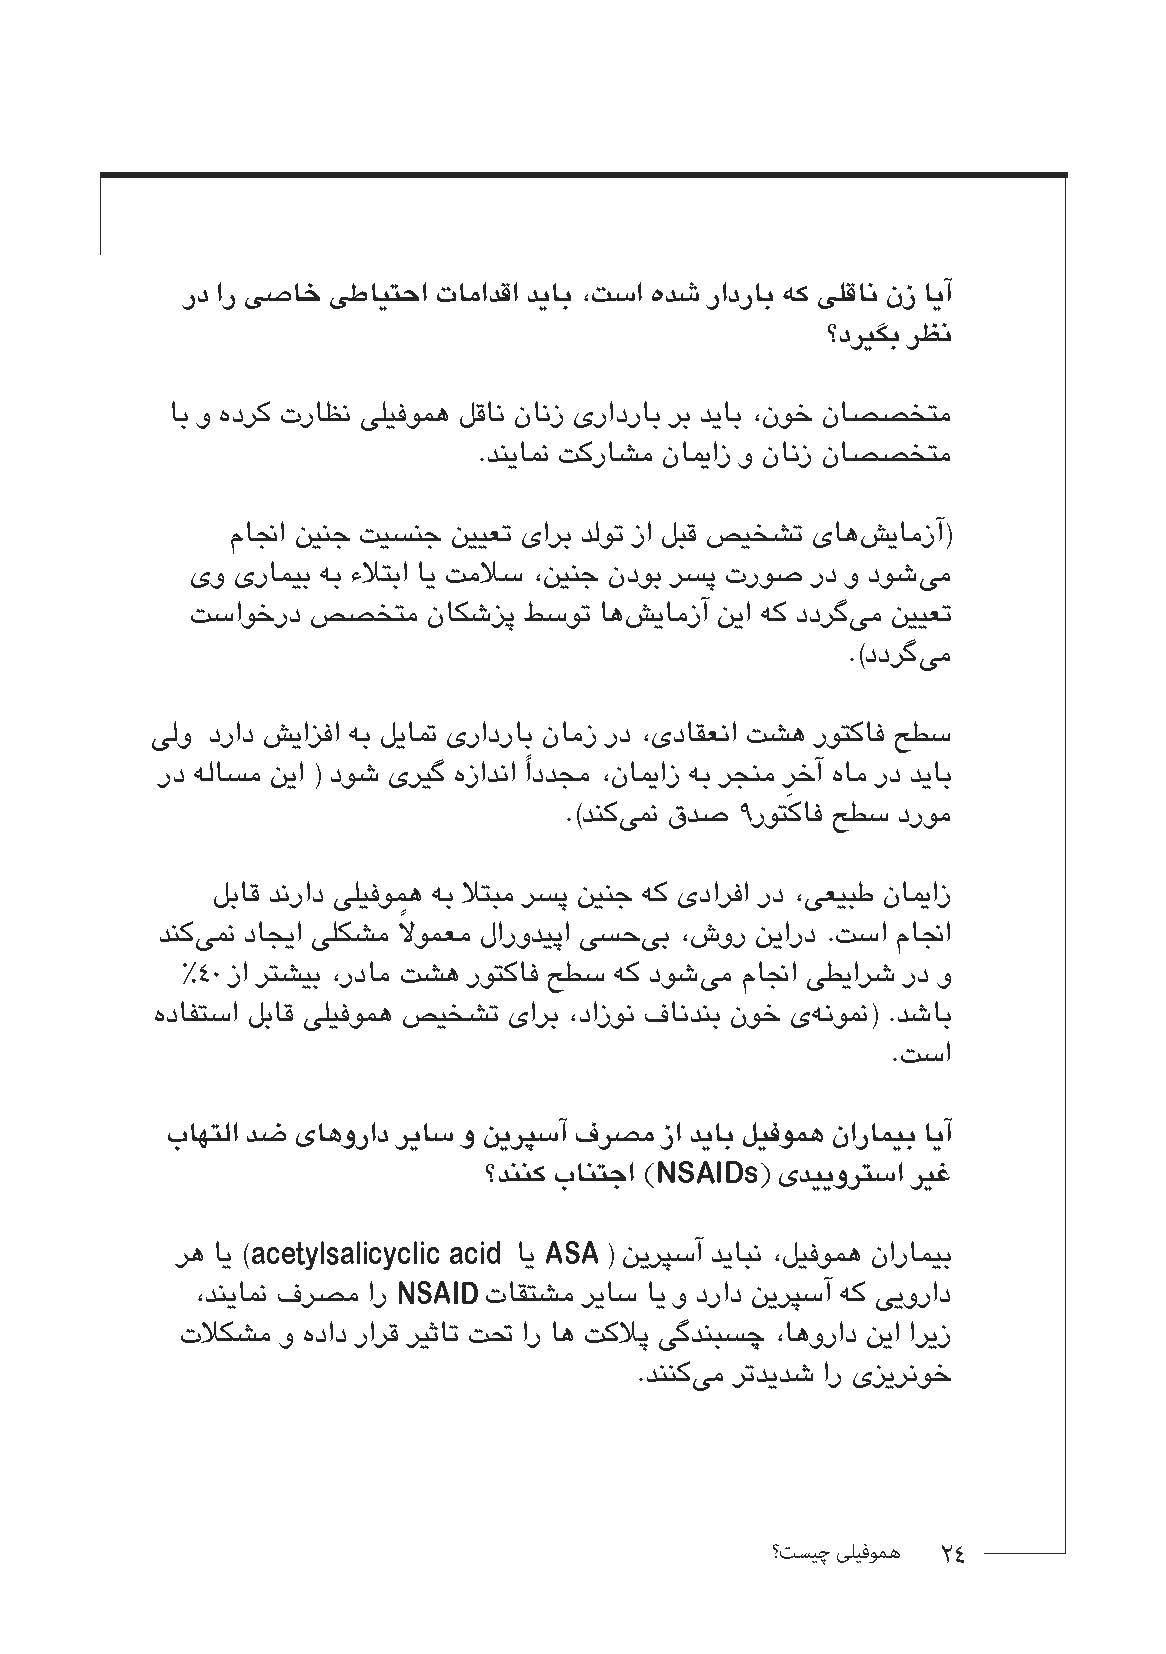 آیا زن ناقلی که باردار شده است، باید اقدامات احتیاطی خاصی را در
نظر بگیرد؟
متخصصان خون، باید بر بارداری زنان ناقل هموفیلی نظارت کرده و با
متخصصان زنان و زایمان مشارکت نمایند.
(آزمایش‌های تشخیص قبل از تولد برای تعیین جنسیت جنین انجام
می‌شود و در صورت پسر بودن جنین، سلامت یا ابتلاء به بیماری وی
تعیین می‌گردد که این آزمایش‌ها توسط پزشکان متخصص درخواست
می‌گردد).
سطح فاکتور هشت انعقادی، در زمان بارداری تمایل به افزایش دارد ولی
باید در ماه آخرِ منجر به زایمان، مجدداً اندازه گیری شود ( این مساله در
مورد سطح فاکتور۹ صدق نمی‌کند).
زایمان طبیعی، در افرادی که جنین پسر مبتلا به هموفیلی دارند قابل
انجام است. دراین روش، بی‌حسی اپیدورال معمولاً مشکلی ایجاد نمی‌کند
و در شرایطی انجام می‌شود که سطح فاکتور هشت مادر، بیشتر از ۴۰٪
باشد. (نمونه‌ی خون بندناف نوزاد، برای تشخیص هموفیلی قابل استفاده
است.
آیا بیماران هموفیل باید از مصرف آسپرین و سایر داروهای ضد التهاب
غیر استروییدی (NSAIDs) اجتناب کنند؟
بیماران هموفیل، نباید آسپرین ( ASA یا acetylsalicyclic acid) یا هر
دارویی که آسپرین دارد و یا سایر مشتقات NSAID را مصرف نمایند،
زیرا این داروها، چسبندگی پلاکت ها را تحت تاثیر قرار داده و مشکلات
خونریزی را شدیدتر می‌کنند.
۲۴ هموفیلی چیست؟